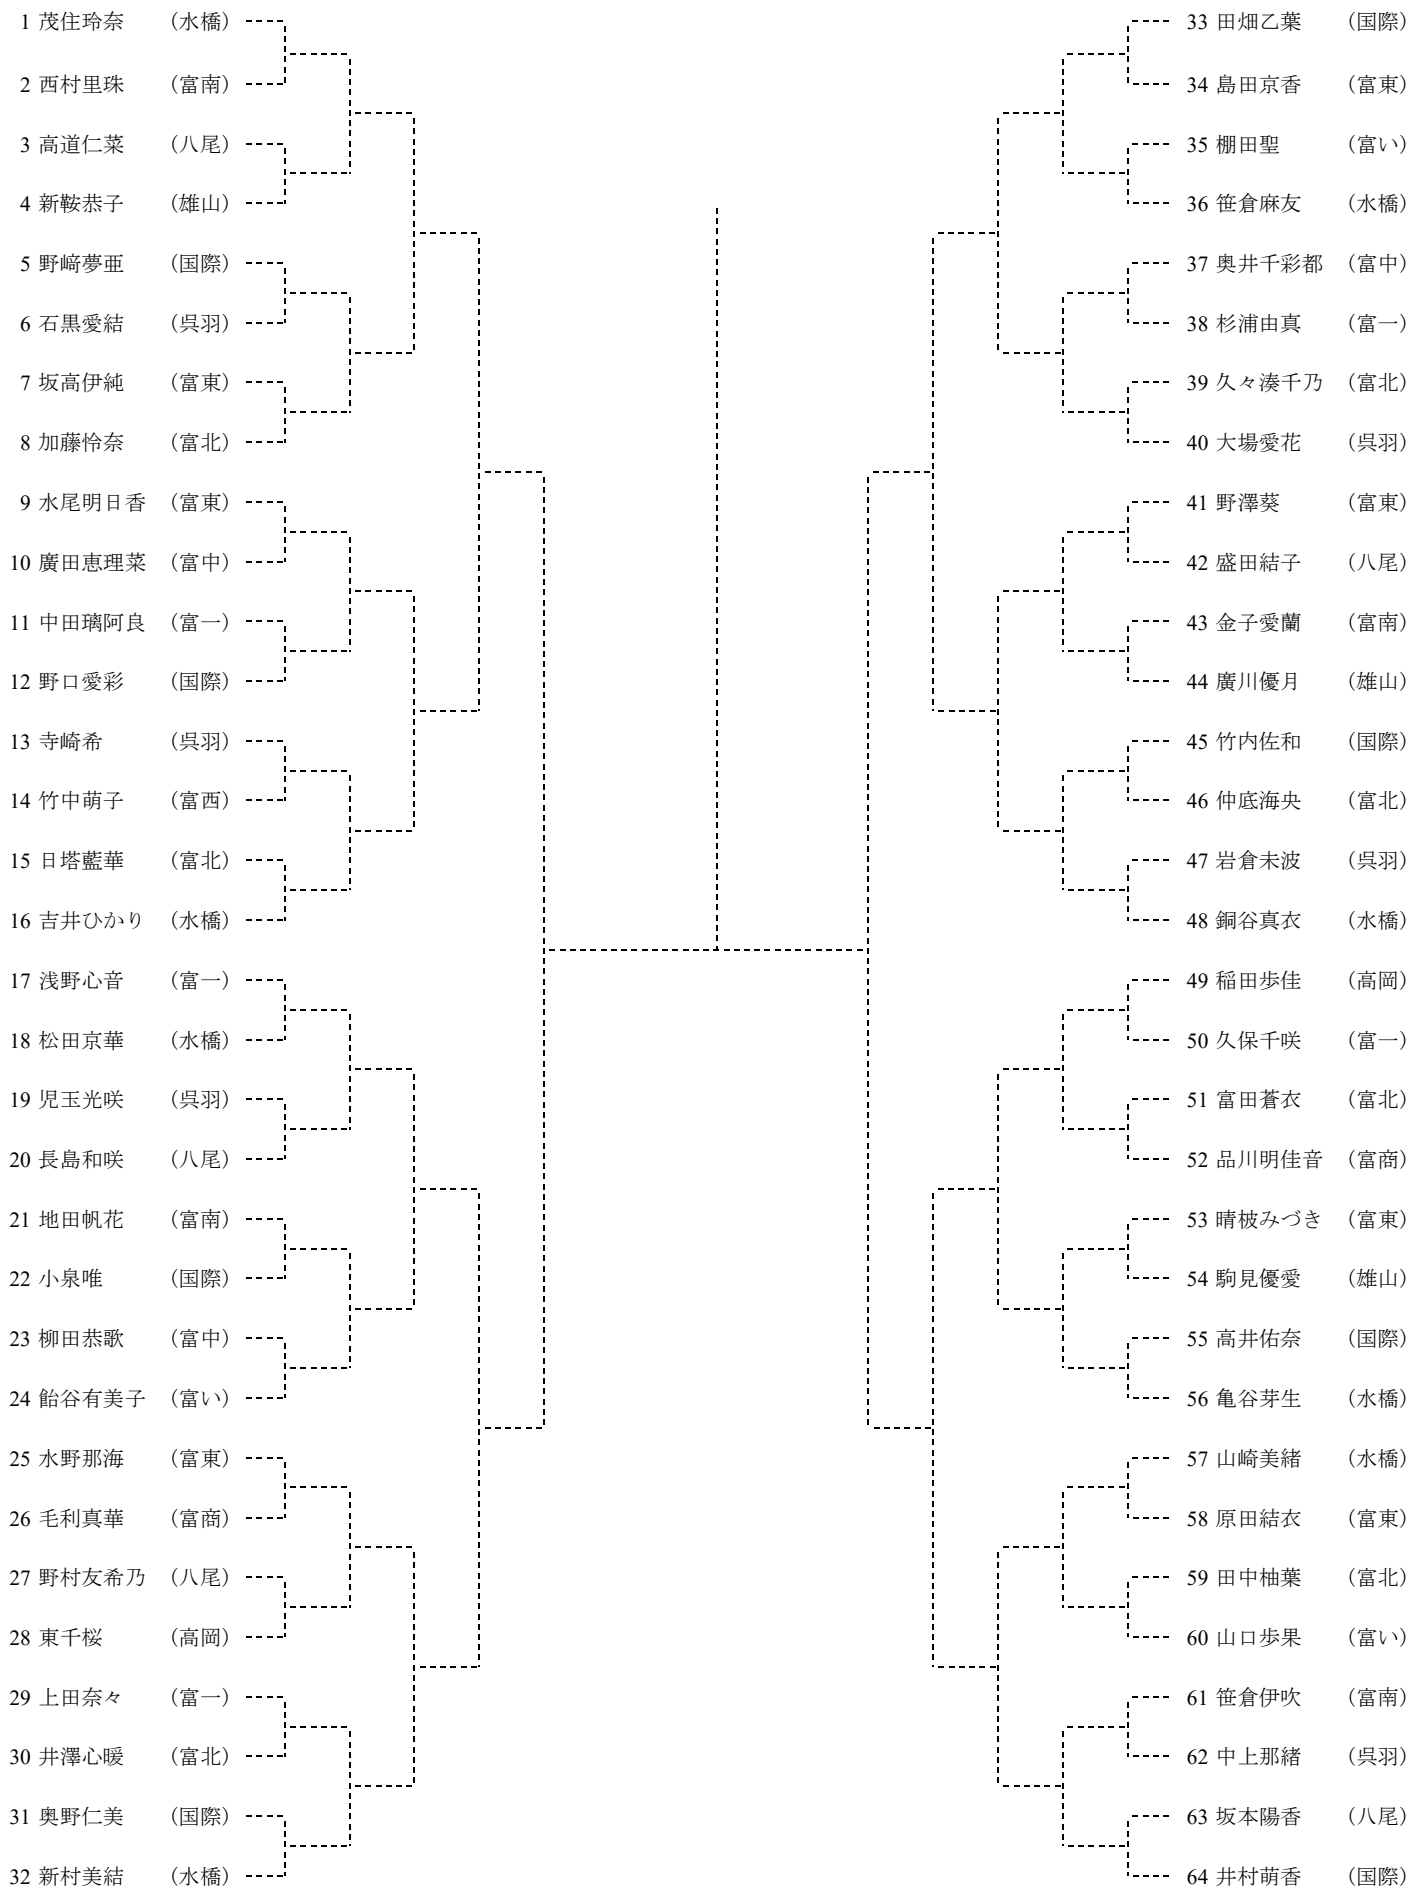 1 茂住玲奈 （水橋）
2 西村里珠 （富南）
3 高道仁菜 （八尾）
4 新鞍恭子 （雄山）
5 野﨑夢亜 （国際）
6 石黒愛結 （呉羽）
7 坂高伊純 （富東）
8 加藤怜奈 （富北）
9 水尾明日香 （富東）
10 廣田恵理菜 （富中）
11 中田璃阿良 （富一）
12 野口愛彩 （国際）
13 寺崎希 （呉羽）
14 竹中萌子 （富西）
15 日塔藍華 （富北）
16 吉井ひかり （水橋）
17 浅野心音 （富一）
18 松田京華 （水橋）
19 児玉光咲 （呉羽）
20 長島和咲 （八尾）
21 地田帆花 （富南）
22 小泉唯 （国際）
23 柳田恭歌 （富中）
24 飴谷有美子 （富い）
25 水野那海 （富東）
26 毛利真華 （富商）
27 野村友希乃 （八尾）
28 東千桜 （高岡）
29 上田奈々 （富一）
30 井澤心暖 （富北）
31 奥野仁美 （国際）
32 新村美結 （水橋）
33 田畑乙葉 （国際）
34 島田京香 （富東）
35 棚田聖 （富い）
36 笹倉麻友 （水橋）
37 奥井千彩都 （富中）
38 杉浦由真 （富一）
39 久々湊千乃 （富北）
40 大場愛花 （呉羽）
41 野澤葵 （富東）
42 盛田結子 （八尾）
43 金子愛蘭 （富南）
44 廣川優月 （雄山）
45 竹内佐和 （国際）
46 仲底海央 （富北）
47 岩倉未波 （呉羽）
48 銅谷真衣 （水橋）
49 稲田歩佳 （高岡）
50 久保千咲 （富一）
51 富田蒼衣 （富北）
52 品川明佳音 （富商）
53 晴柀みづき （富東）
54 駒見優愛 （雄山）
55 高井佑奈 （国際）
56 亀谷芽生 （水橋）
57 山崎美緒 （水橋）
58 原田結衣 （富東）
59 田中柚葉 （富北）
60 山口歩果 （富い）
61 笹倉伊吹 （富南）
62 中上那緒 （呉羽）
63 坂本陽香 （八尾）
64 井村萌香 （国際）